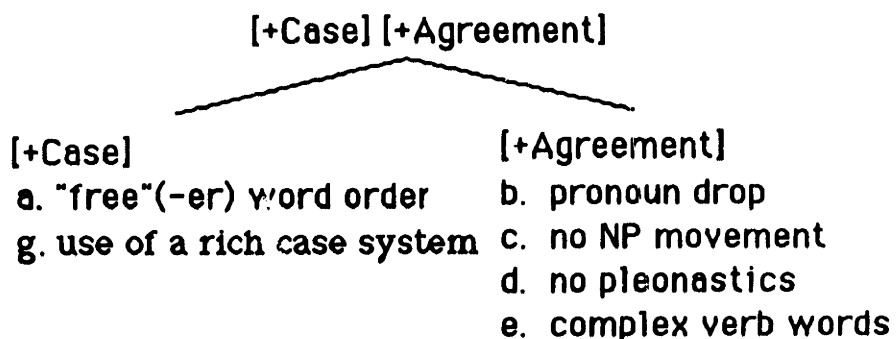 [+Case] [+Agreement]
[+Case]
a. "free"(-er) word order
g. use of a rich case system
[+Agreement]
b. pronoun drop
c. no NP movement
d. no pleonastics
e. complex verb words